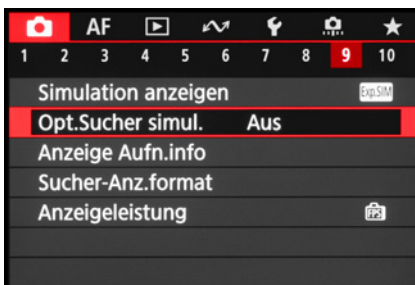 AF
1 2 3 4 5 6 7 8 9 10
Simulation anzeigen Exp.SIM
Opt.Sucher simul. Aus
Anzeige Aufn.info
Sucher-Anz.format
Anzeigeleistung FPS